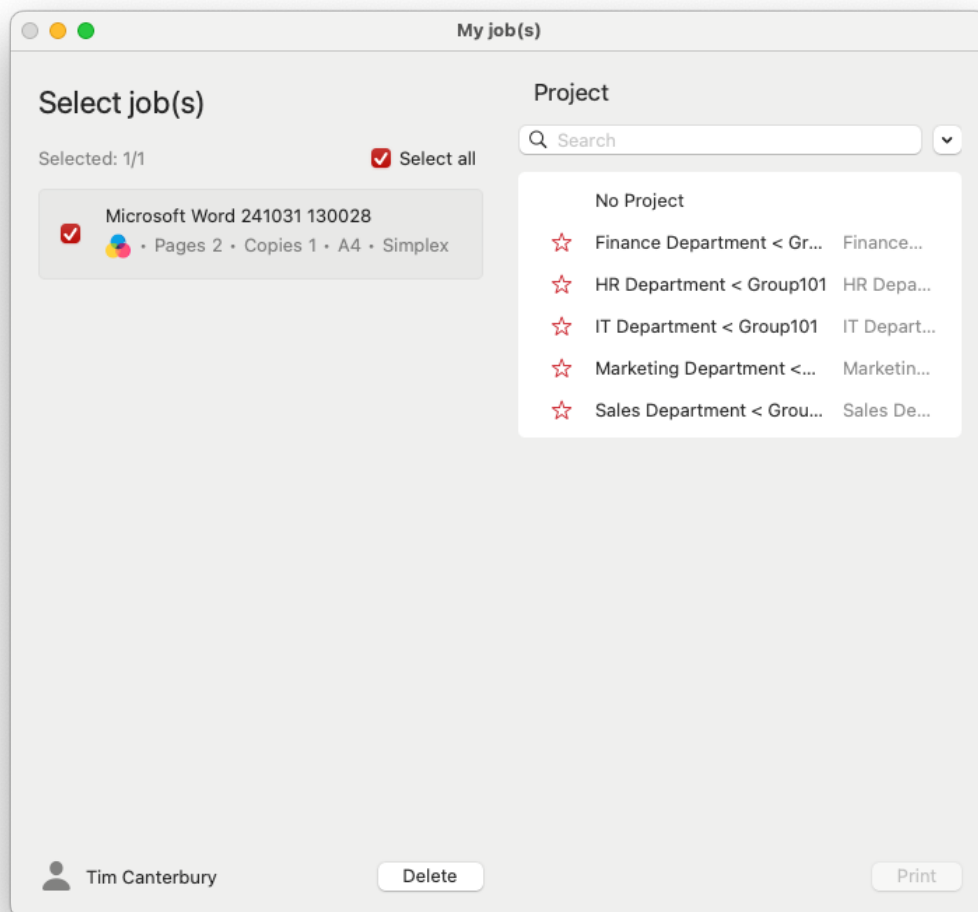 My job(s)
Select job(s)
Selected: 1/1
Select all
Microsoft Word 241031 130028
• Pages 2 • Copies 1 • A4 • Simplex
Project
Search
No Project
Finance Department < Gr... Finance...
HR Department < Group101 HR Depa...
IT Department < Group101 IT Depart...
Marketing Department <... Marketin...
Sales Department < Grou... Sales De...
Tim Canterbury
Delete
Print